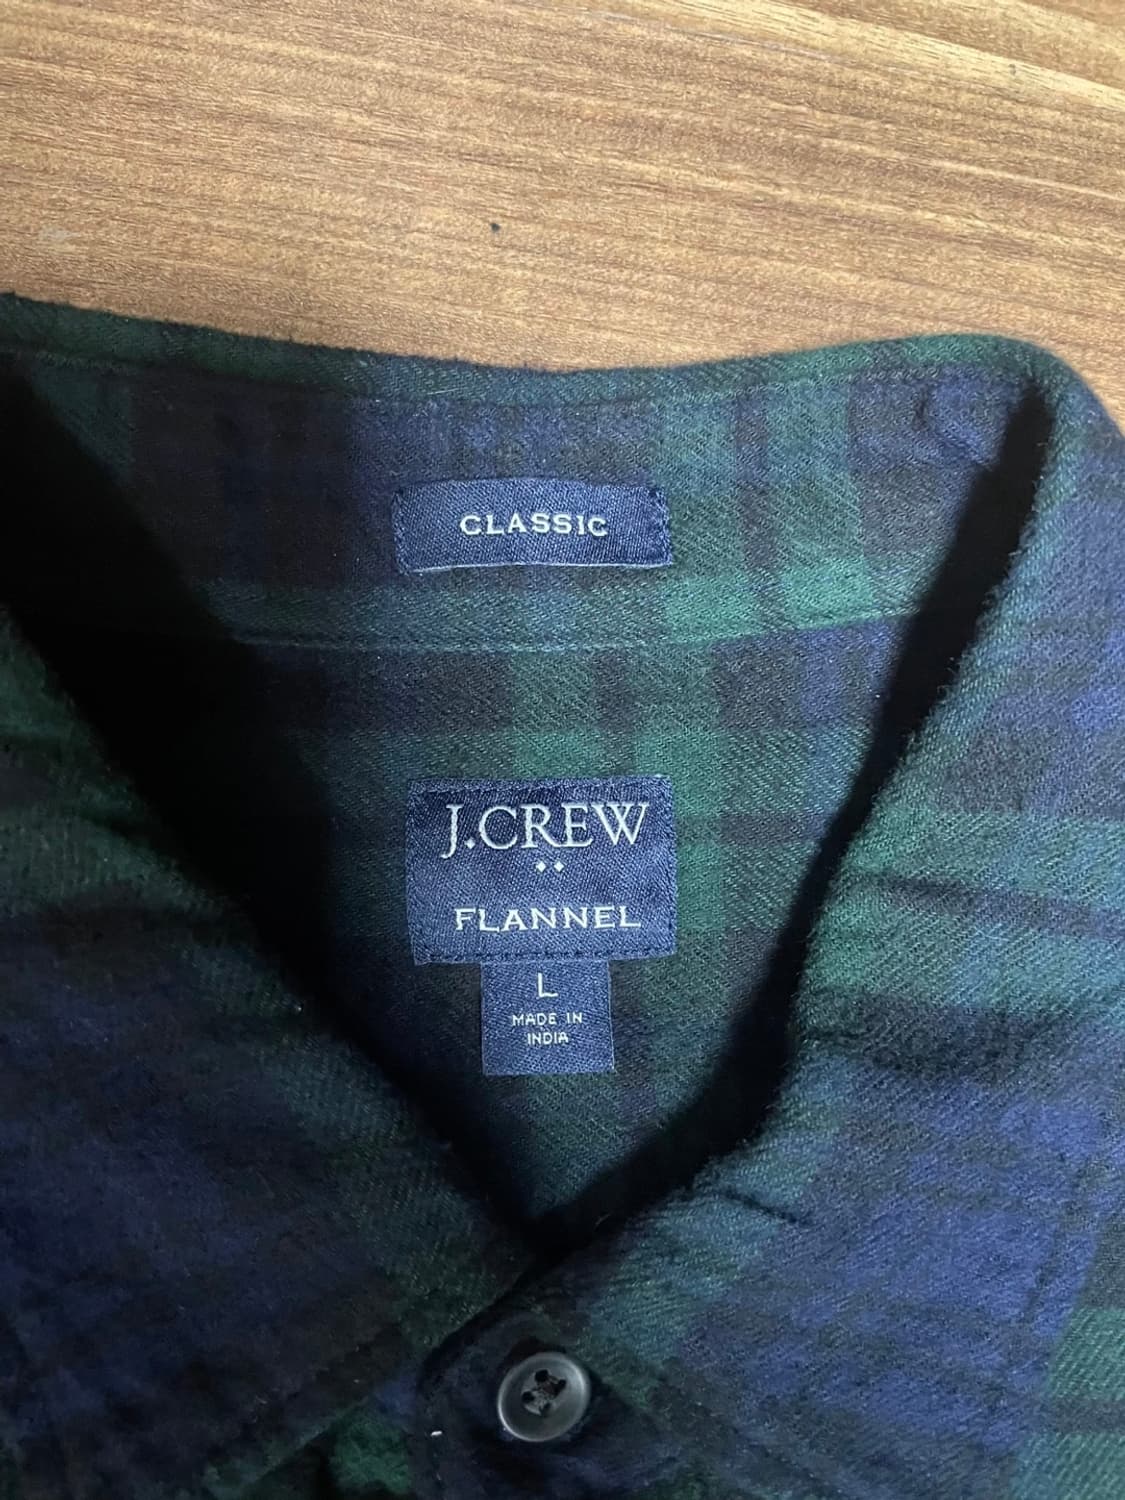 CLASSIC
J.CREW
FLANNEL
L
MADE IN
INDIA